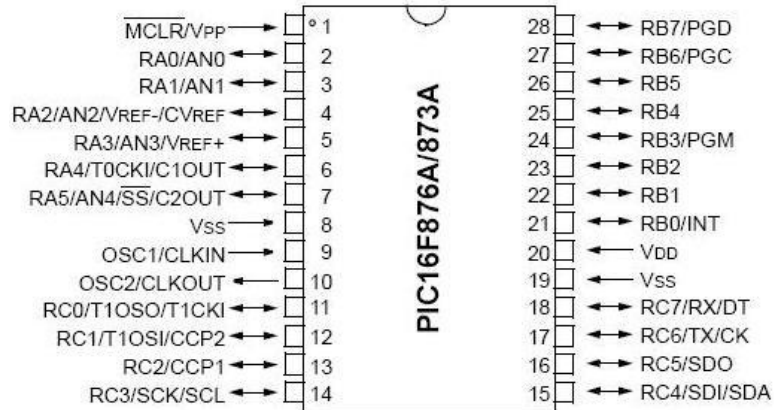 MCLR/VPP 1 28 RB7/PGD
RA0/AN0 2 27 RB6/PGC
RA1/AN1 3 26 RB5
RA2/AN2/VREF-/CVREF 4 25 RB4
RA3/AN3/VREF+ 5 24 RB3/PGM
RA4/T0CKI/C1OUT 6 23 RB2
RA5/AN4/SS/C2OUT 7 22 RB1
VSS 8 21 RB0/INT
OSC1/CLKIN 9 20 VDD
OSC2/CLKOUT 10 19 VSS
RC0/T1OSO/T1CKI 11 18 RC7/RX/DT
RC1/T1OSI/CCP2 12 17 RC6/TX/CK
RC2/CCP1 13 16 RC5/SDO
RC3/SCK/SCL 14 15 RC4/SDI/SDA
PIC16F876A/873A